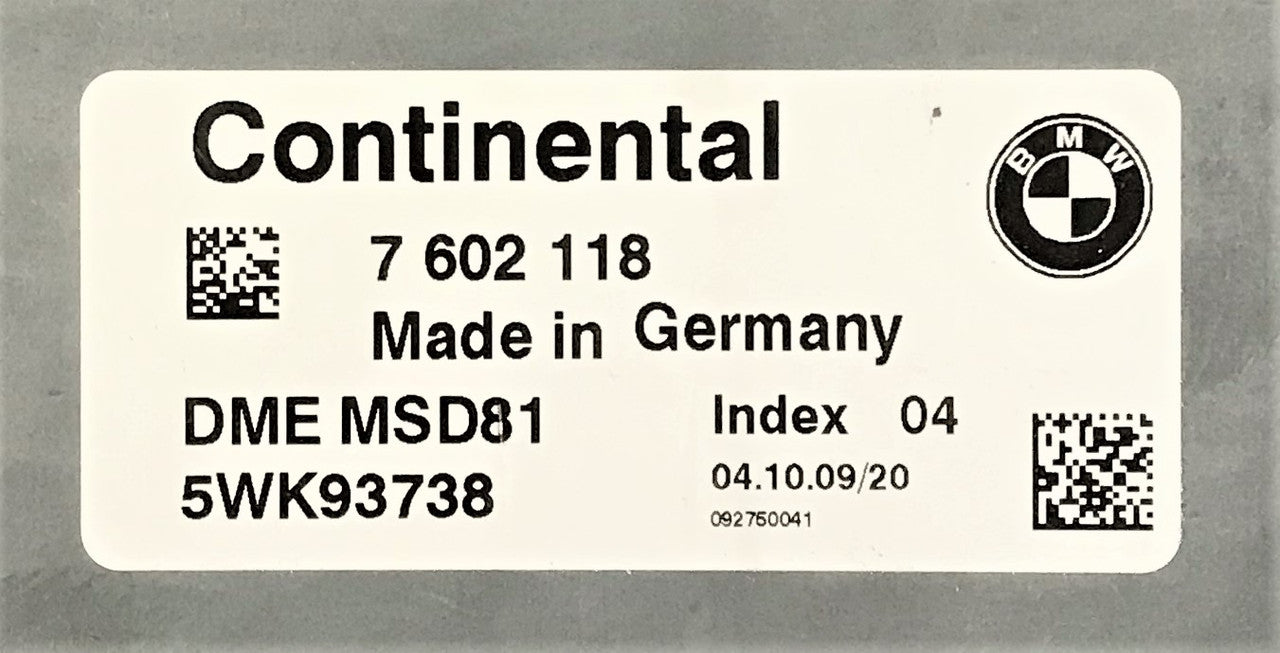 Continental
BMW
7 602 118
Made in Germany
DME MSD81
5WK93738
Index 04
04.10.09/20
092750041